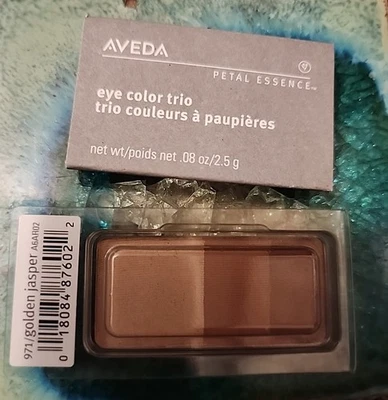 AVEDA
PETAL ESSENCE™
eye color trio
trio couleurs à paupières
net wt/poids net .08 oz/2.5 g
971/golden jasper A6AR02
0 18084 87602 2